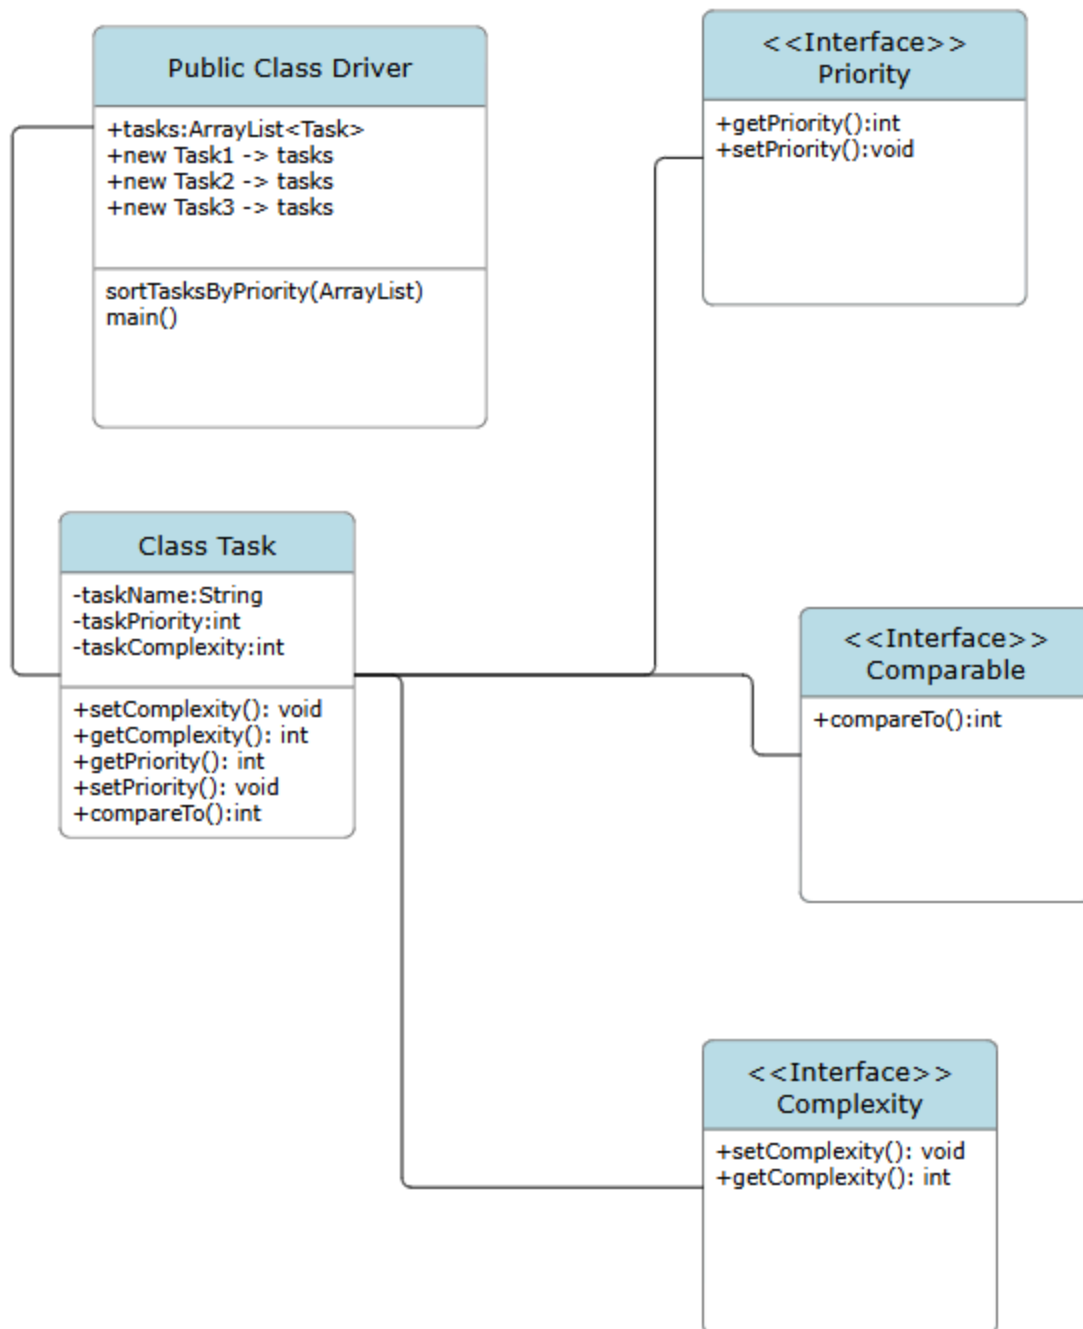 Public Class Driver
+tasks:ArrayList<Task>
+new Task1 -> tasks
+new Task2 -> tasks
+new Task3 -> tasks
sortTasksByPriority(ArrayList)
main()
<<Interface>>
Priority
+getPriority():int
+setPriority():void
Class Task
-taskName:String
-taskPriority:int
-taskComplexity:int
+setComplexity(): void
+getComplexity(): int
+getPriority(): int
+setPriority(): void
+compareTo():int
<<Interface>>
Comparable
+compareTo():int
<<Interface>>
Complexity
+setComplexity(): void
+getComplexity(): int